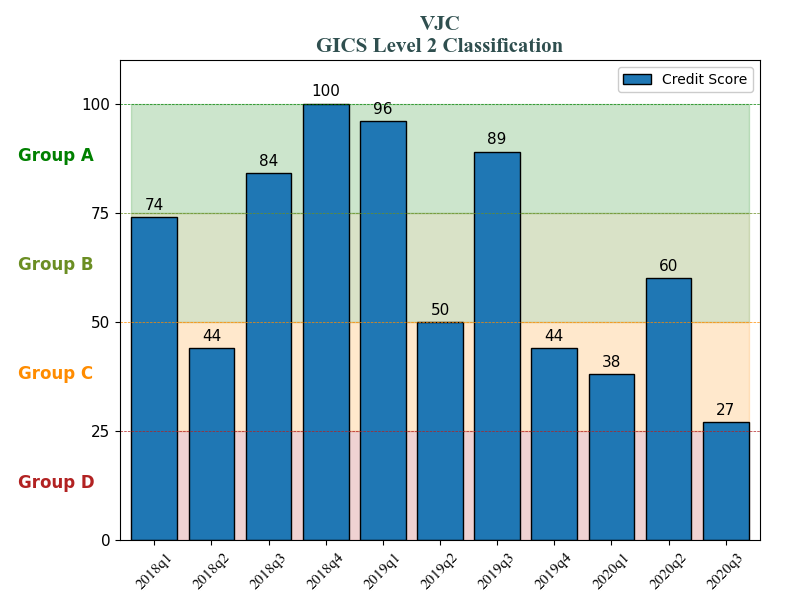 VJC
GICS Level 2 Classification
Credit Score
100
75
50
25
0
Group A
Group B
Group C
Group D
74
44
84
100
96
50
89
44
38
60
27
2018q1
2018q2
2018q3
2018q4
2019q1
2019q2
2019q3
2019q4
2020q1
2020q2
2020q3